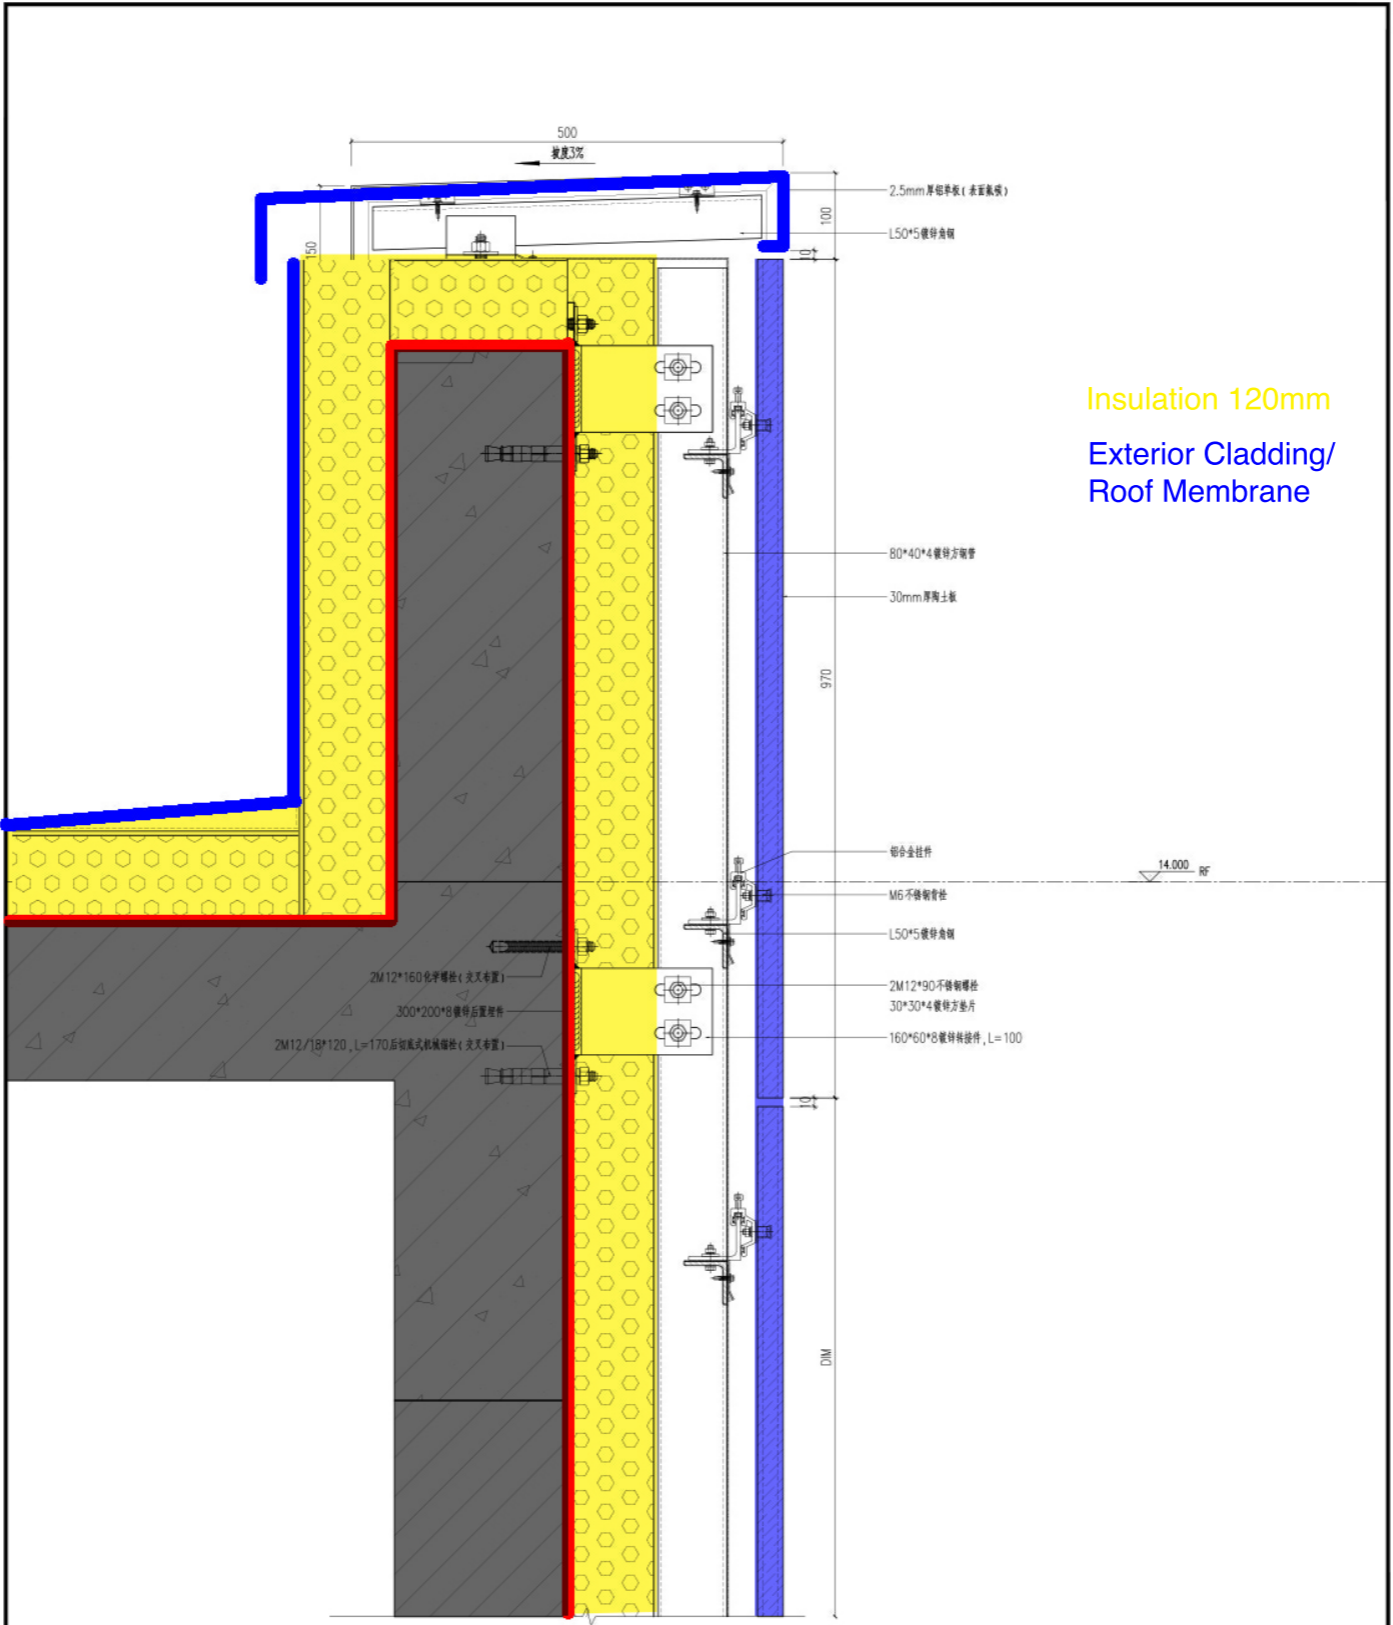 500
坡度3%
2.5mm厚铝单板(表面氟碳)
100
L50*5镀锌角钢
150
10
Insulation 120mm
Exterior Cladding/
Roof Membrane
80*40*4镀锌方钢管
30mm厚陶土板
970
铝合金挂件
14.000 RF
M6不锈钢背栓
L50*5镀锌角钢
2M12*160化学螺栓(交叉布置)
2M12*90不锈钢螺栓
300*200*8镀锌后置埋件
30*30*4镀锌方垫片
2M12/18*120,L=170后切底式机械锚栓(交叉布置)
160*60*8镀锌转接件,L=100
10
DIM